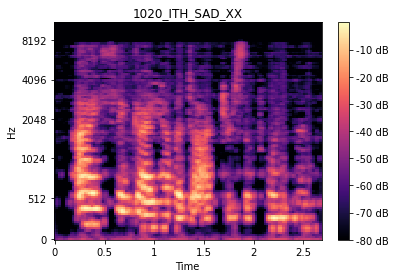 1020_ITH_SAD_XX
8192
4096
2048
1024
512
0
Hz
0
0.5
1
1.5
2
2.5
Time
-10 dB
-20 dB
-30 dB
-40 dB
-50 dB
-60 dB
-70 dB
-80 dB